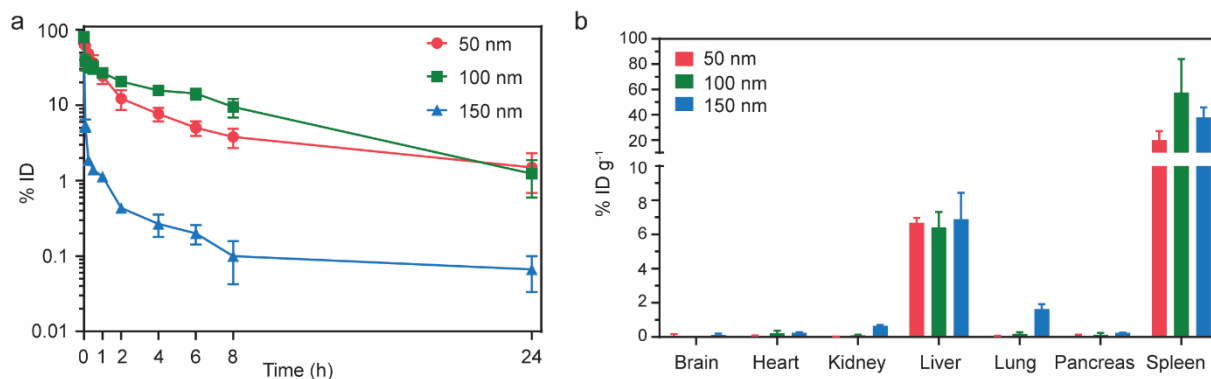 a
% ID
100
10
1
0.1
0.01
50 nm
100 nm
150 nm
0 1 2 4 6 8 24
Time (h)
b
% ID g⁻¹
100
80
60
40
20
8
6
4
2
0
50 nm
100 nm
150 nm
Brain Heart Kidney Liver Lung Pancreas Spleen